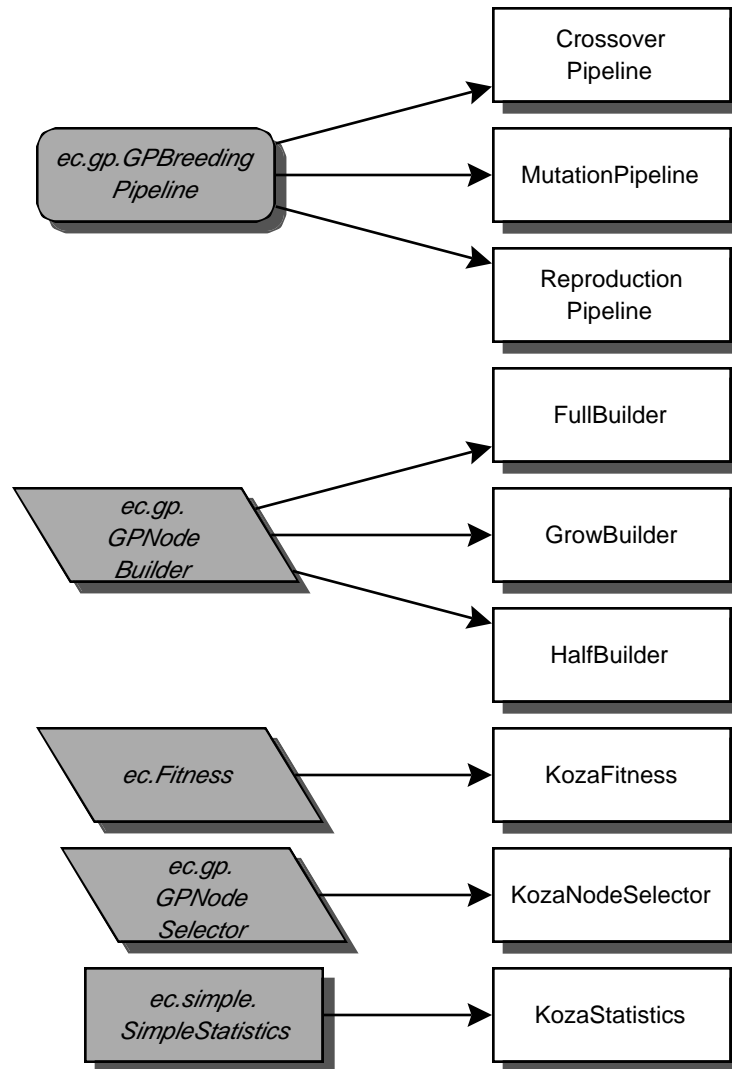 Crossover
Pipeline
ec.gp.GPBreeding
Pipeline
MutationPipeline
Reproduction
Pipeline
FullBuilder
ec.gp.
GPNode
Builder
GrowBuilder
HalfBuilder
ec.Fitness
KozaFitness
ec.gp.
GPNode
Selector
KozaNodeSelector
ec.simple.
SimpleStatistics
KozaStatistics